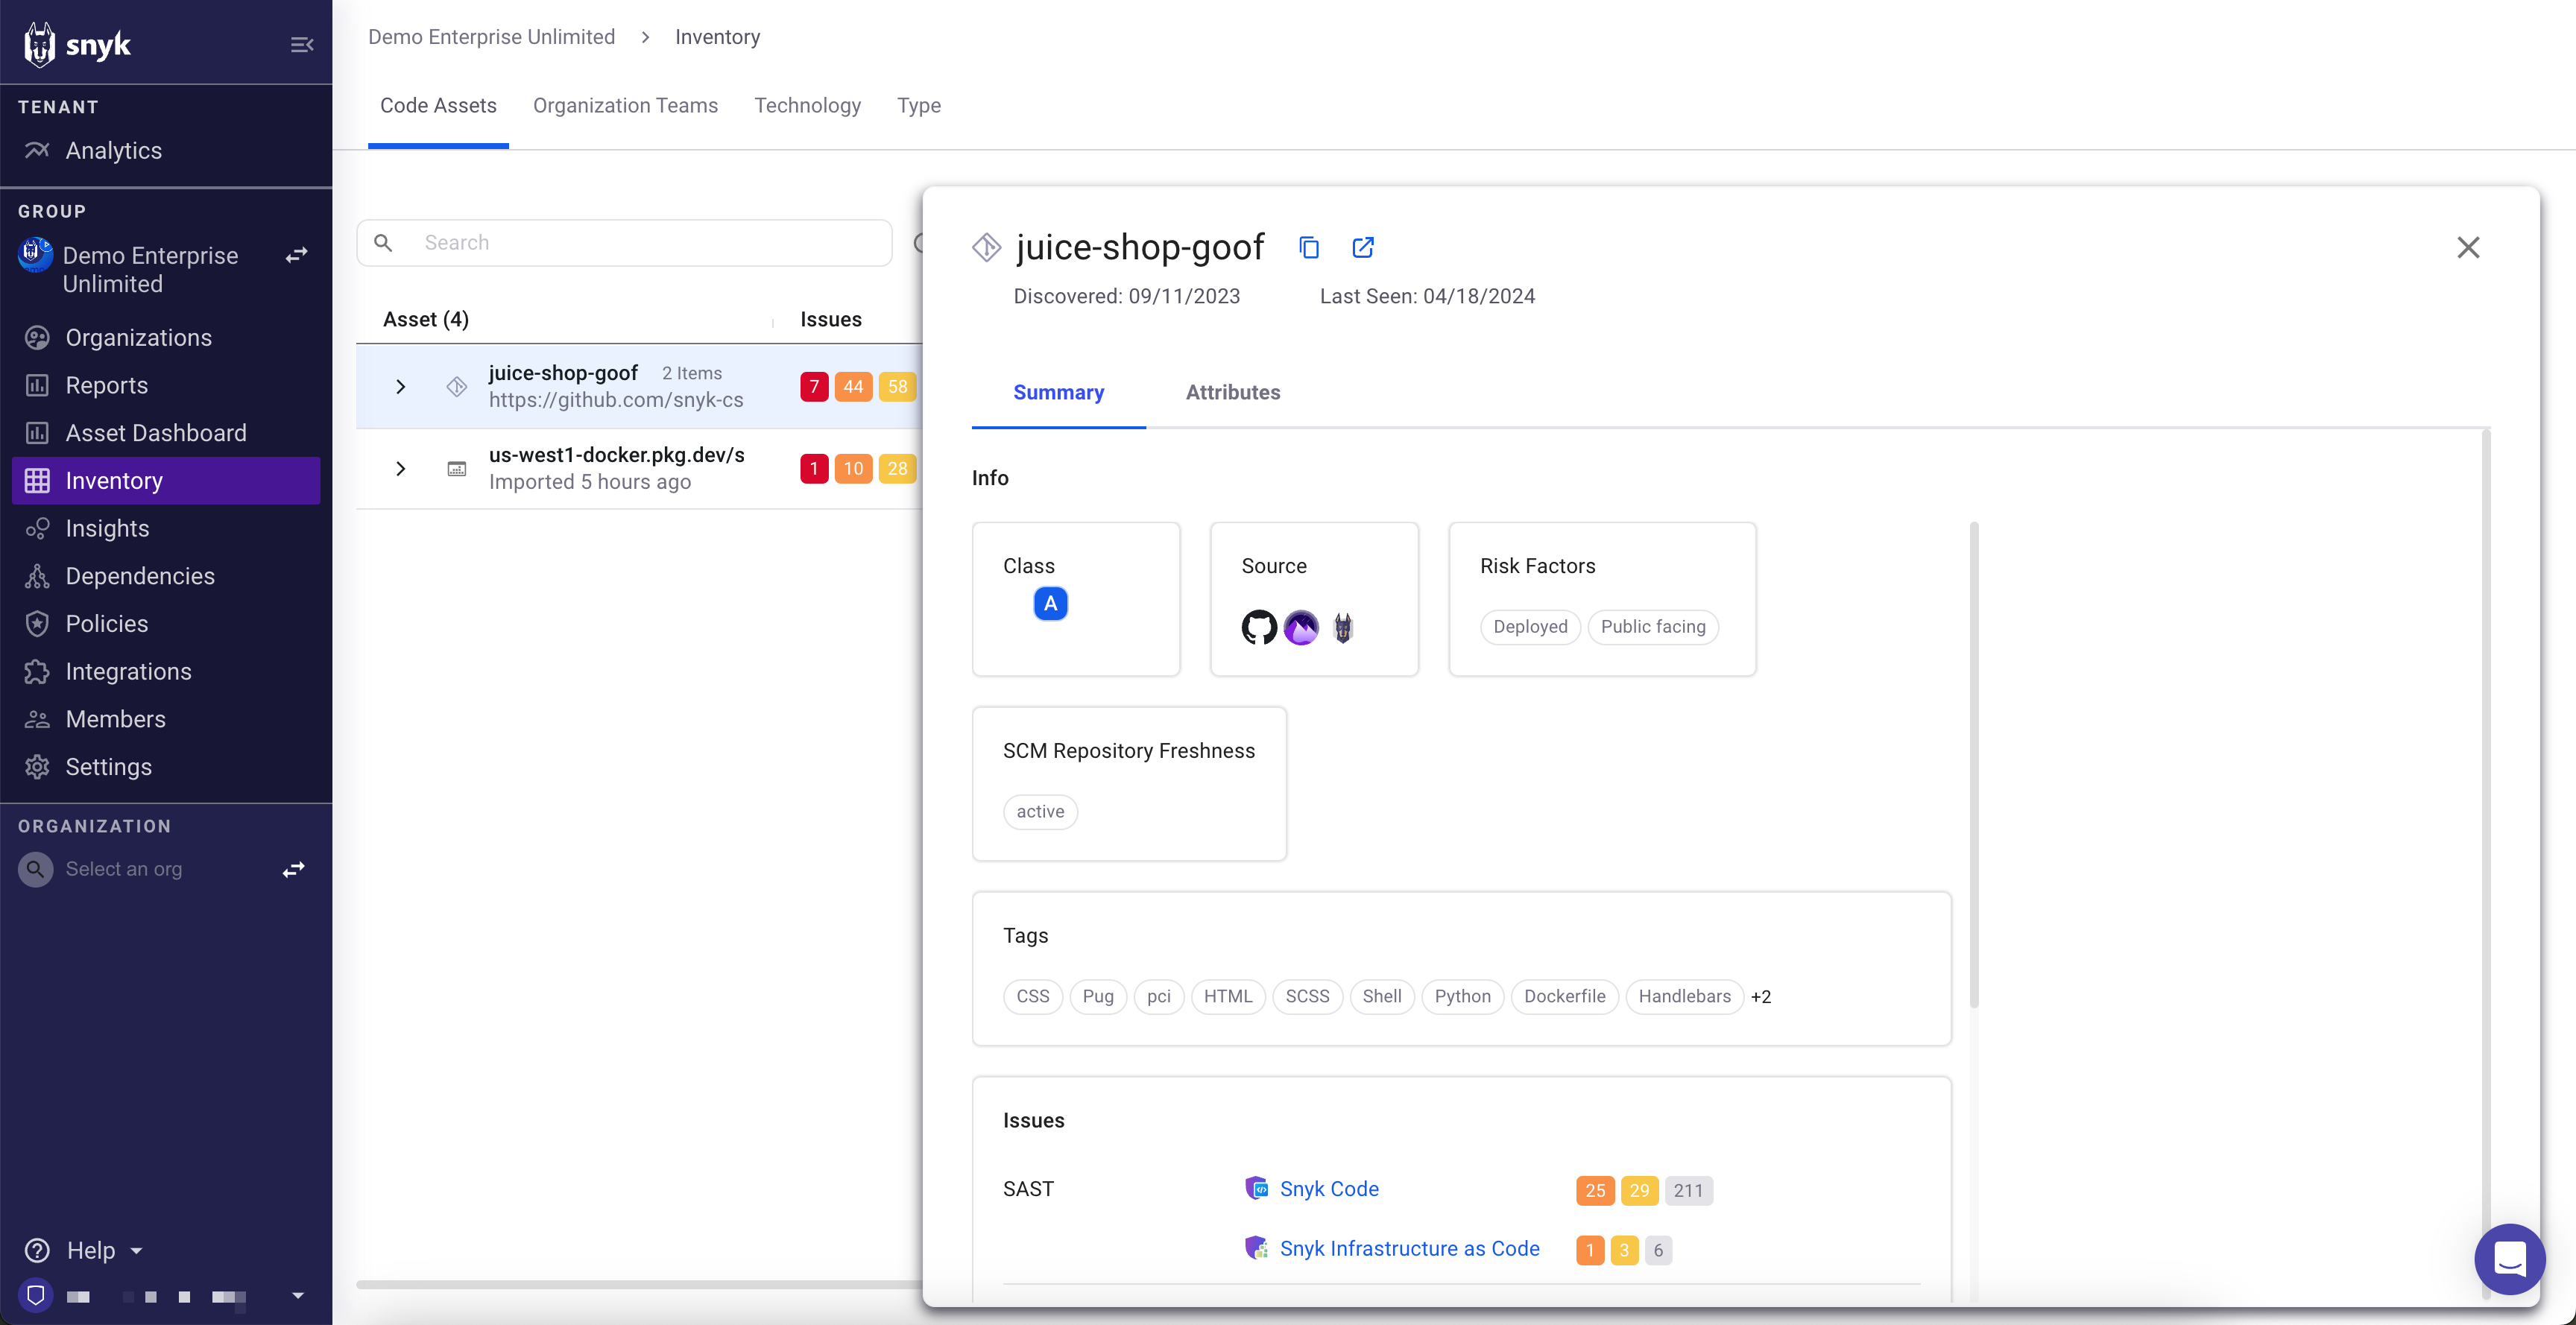 snyk
TENANT
Analytics
GROUP
Demo Enterprise
Unlimited
Organizations
Reports
Asset Dashboard
Inventory
Insights
Dependencies
Policies
Integrations
Members
Settings
ORGANIZATION
Select an org
Help
Demo Enterprise Unlimited > Inventory
Code Assets Organization Teams Technology Type
Search
Asset (4) Issues
juice-shop-goof 2 Items 7 44 58
https://github.com/snyk-cs
us-west1-docker.pkg.dev/s 1 10 28
Imported 5 hours ago
juice-shop-goof
Discovered: 09/11/2023 Last Seen: 04/18/2024
Summary Attributes
Info
Class
A
Source
Risk Factors
Deployed Public facing
SCM Repository Freshness
active
Tags
CSS Pug pci HTML SCSS Shell Python Dockerfile Handlebars +2
Issues
SAST Snyk Code 25 29 211
Snyk Infrastructure as Code 1 3 6